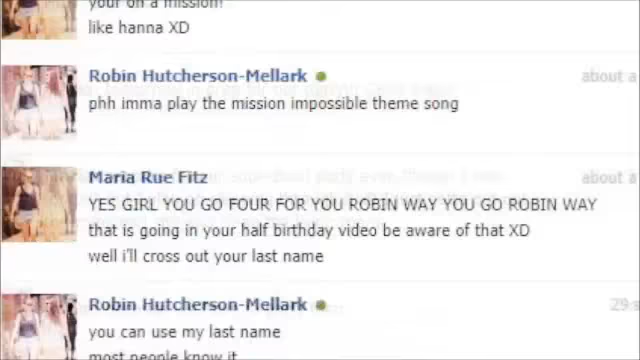 your on a mission!
like hanna XD
Robin Hutcherson-Mellark
about a
phh imma play the mission impossible theme song
Maria Rue Fitz
about a
YES GIRL YOU GO FOUR FOR YOU ROBIN WAY YOU GO ROBIN WAY
that is going in your half birthday video be aware of that XD
well i'll cross out your last name
Robin Hutcherson-Mellark
29 s
you can use my last name
most people know it